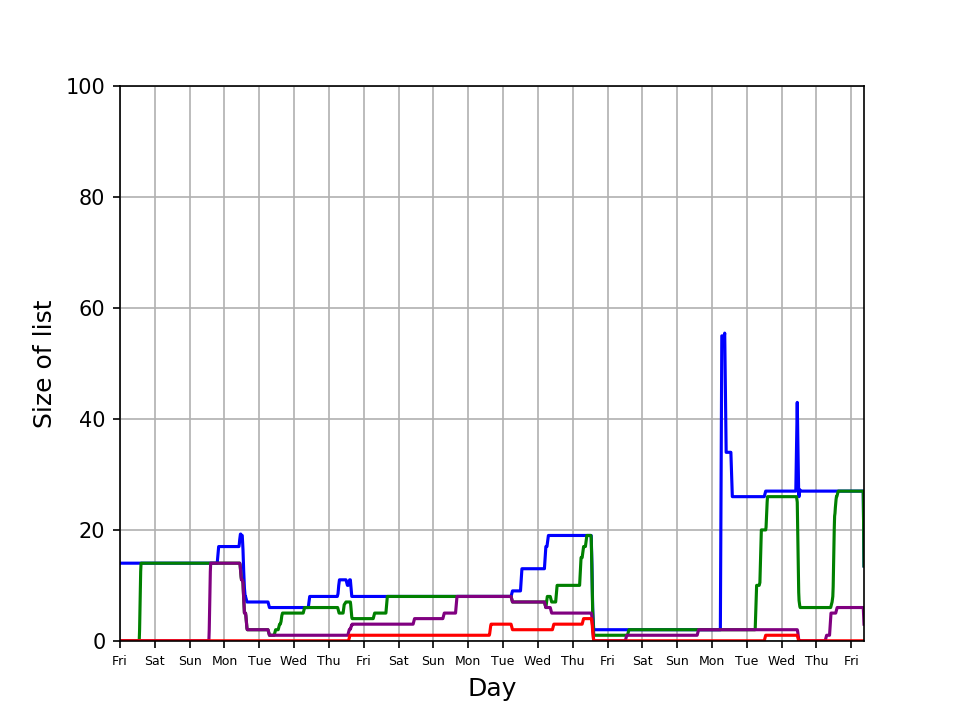 100
80
60
40
20
0
Size of list
Fri Sat Sun Mon Tue Wed Thu Fri Sat Sun Mon Tue Wed Thu Fri Sat Sun Mon Tue Wed Thu Fri
Day